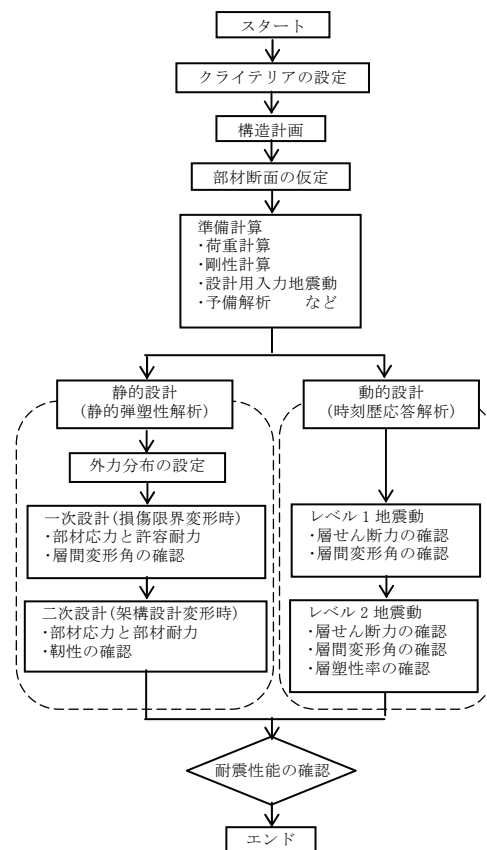 スタート
クライテリアの設定
構造計画
部材断面の仮定
準備計算
・荷重計算
・剛性計算
・設計用入力地震動
・予備解析　　など
静的設計
(静的弾塑性解析)
外力分布の設定
一次設計(損傷限界変形時)
・部材応力と許容耐力
・層間変形角の確認
二次設計(架構設計変形時)
・部材応力と部材耐力
・靭性の確認
動的設計
(時刻歴応答解析)
レベル1地震動
・層せん断力の確認
・層間変形角の確認
レベル2地震動
・層せん断力の確認
・層間変形角の確認
・層塑性率の確認
耐震性能の確認
エンド